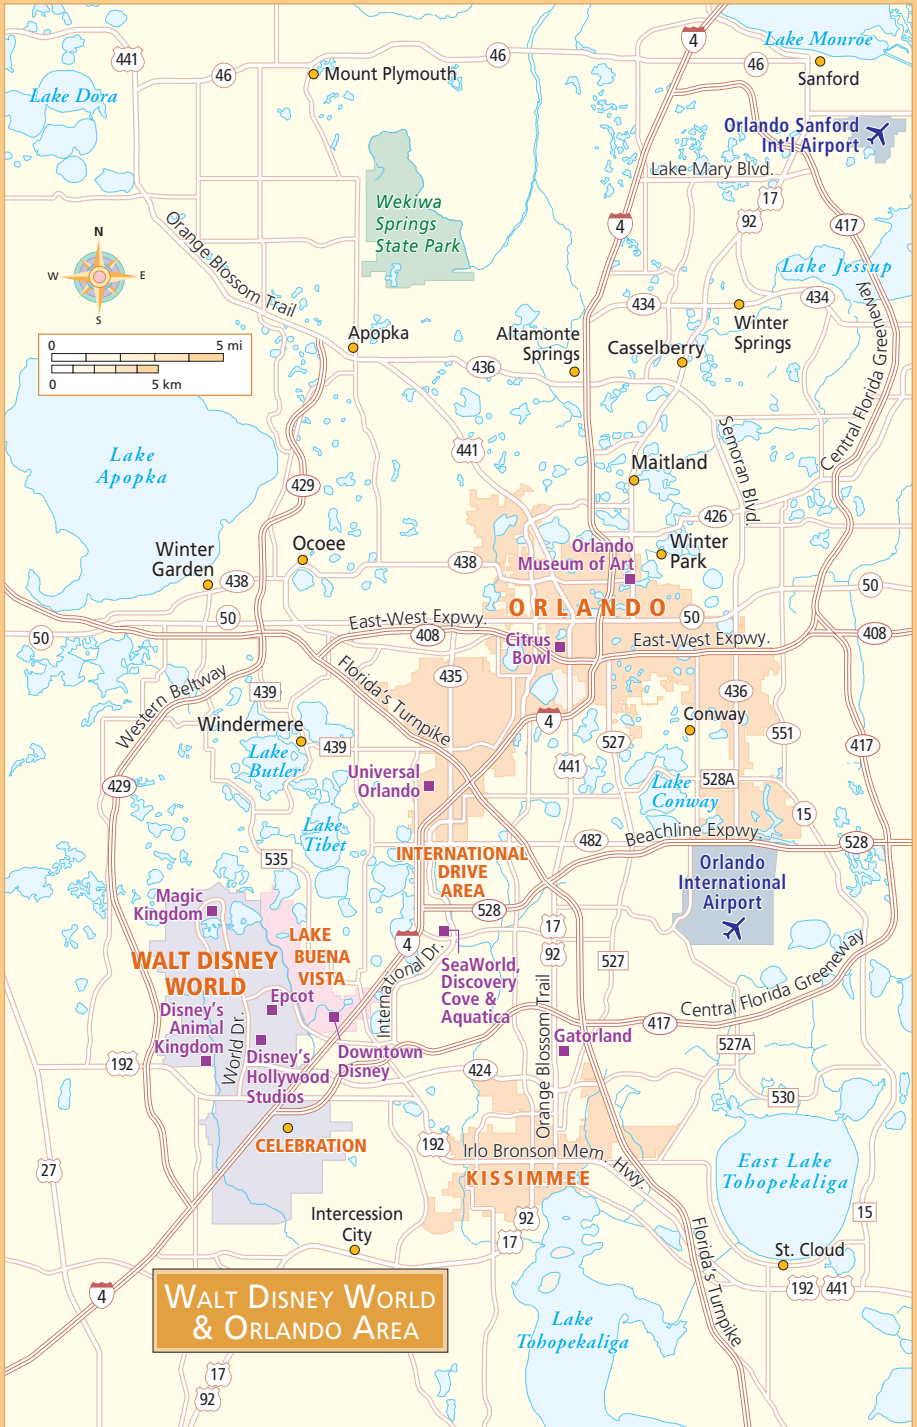 4
Lake Monroe
441
46
46
46
Mount Plymouth
Sanford
Lake Dora
Orlando Sanford
Int'l Airport
Lake Mary Blvd.
17
92
417
4
Wekiwa
Springs
State Park
Orange Blossom Trail
N
W
E
S
Lake Jessup
434
434
Winter
Springs
0
5 mi
0
5 km
Apopka
Altamonte
Springs
Casselberry
436
Central Florida Greeneway
Semoran Blvd.
Lake
Apopka
441
Maitland
429
426
Winter
Garden
Ocoee
438
438
Orlando
Museum of Art
Winter
Park
ORLANDO
50
50
50
50
East-West Expwy.
408
Citrus
Bowl
East-West Expwy.
408
435
436
Western Beltway
439
Florida's Turnpike
Windermere
439
4
Conway
527
551
417
441
Lake
Butler
Universal
Orlando
429
Lake
Conway
528A
15
Lake
Tibet
482
Beachline Expwy.
528
535
INTERNATIONAL
DRIVE
AREA
Orlando
International
Airport
Magic
Kingdom
528
17
92
527
LAKE
BUENA
VISTA
4
International Dr.
WALT DISNEY
WORLD
SeaWorld,
Discovery
Cove &
Aquatica
Epcot
Orange Blossom Trail
Central Florida Greeneway
417
Disney's
Animal
Kingdom
World Dr.
Disney's
Hollywood
Studios
Downtown
Disney
Gatorland
527A
192
424
530
CELEBRATION
192
Irlo Bronson Mem. Hwy.
KISSIMMEE
East Lake
Tohopekaliga
27
92
17
15
Intercession
City
Florida's Turnpike
St. Cloud
192
441
4
WALT DISNEY WORLD
& ORLANDO AREA
Lake
Tohopekaliga
17
92